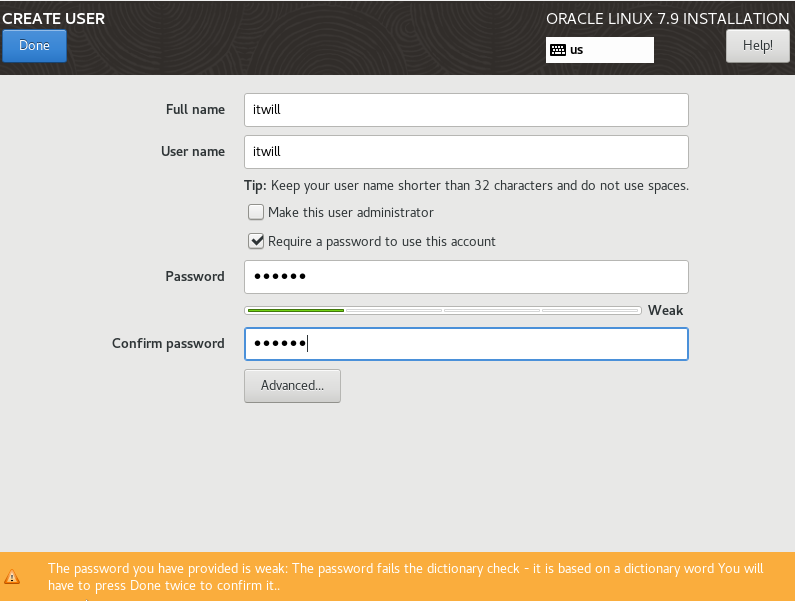 CREATE USER
ORACLE LINUX 7.9 INSTALLATION
Done
us
Help!
Full name
itwill
User name
itwill
Tip: Keep your user name shorter than 32 characters and do not use spaces.
Make this user administrator
Require a password to use this account
Password
●●●●●●
Weak
Confirm password
●●●●●●
Advanced...
The password you have provided is weak: The password fails the dictionary check - it is based on a dictionary word You will
have to press Done twice to confirm it..